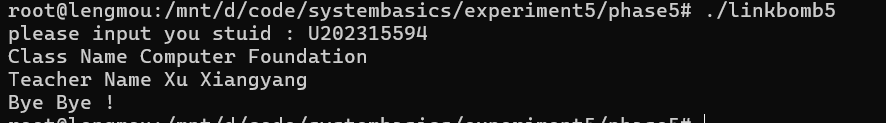 root@lengmou:/mnt/d/code/systembasics/experiment5/phase5# ./linkbomb5
please input you stuid : U202315594
Class Name Computer Foundation
Teacher Name Xu Xiangyang
Bye Bye !
root@lengmou:/mnt/d/code/systembasics/experiment5/phase5#